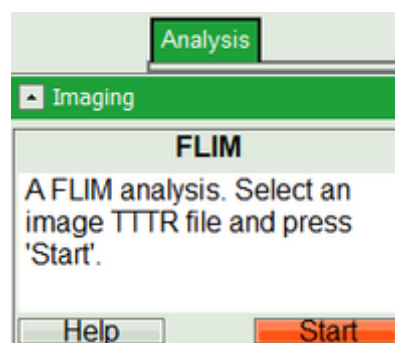 Analysis
Imaging
FLIM
A FLIM analysis. Select an
image TTTR file and press
'Start'.
Help Start